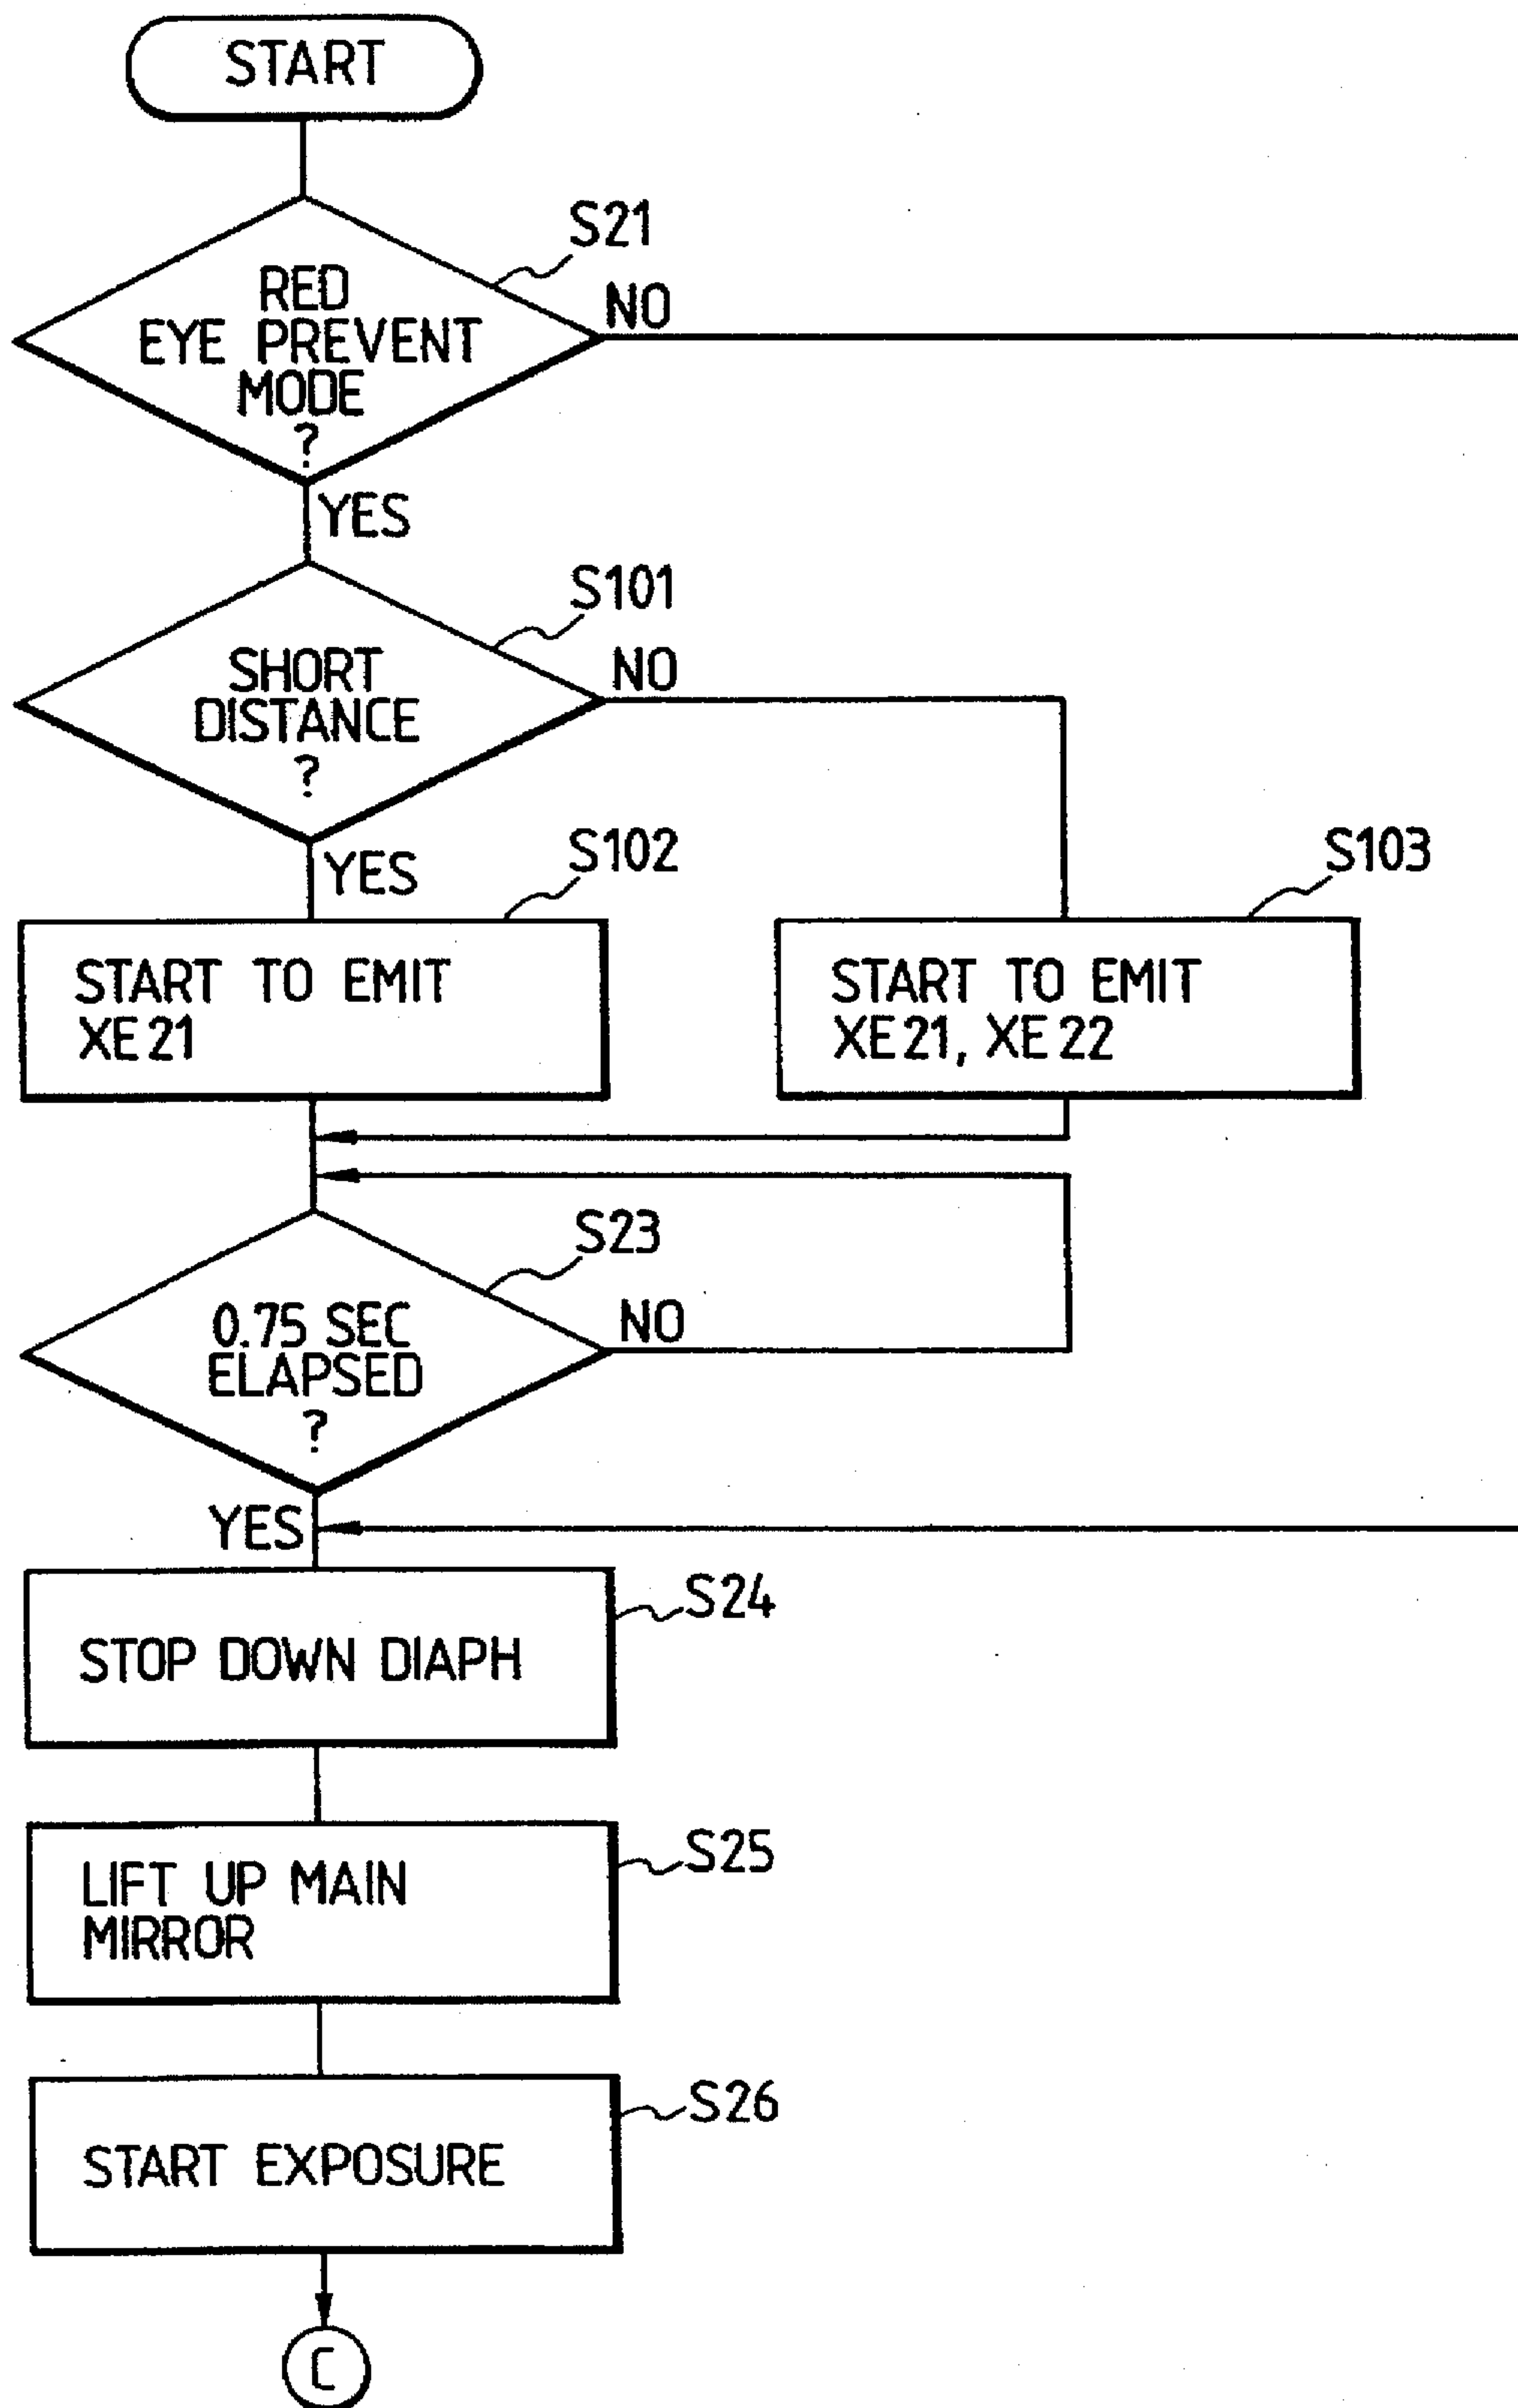 START
S21
RED
EYE PREVENT
MODE
?
NO
YES
S101
SHORT
DISTANCE
?
NO
YES
S102
START TO EMIT
XE21
S103
START TO EMIT
XE21, XE22
S23
0.75 SEC
ELAPSED
?
NO
YES
S24
STOP DOWN DIAPH
S25
LIFT UP MAIN
MIRROR
S26
START EXPOSURE
C